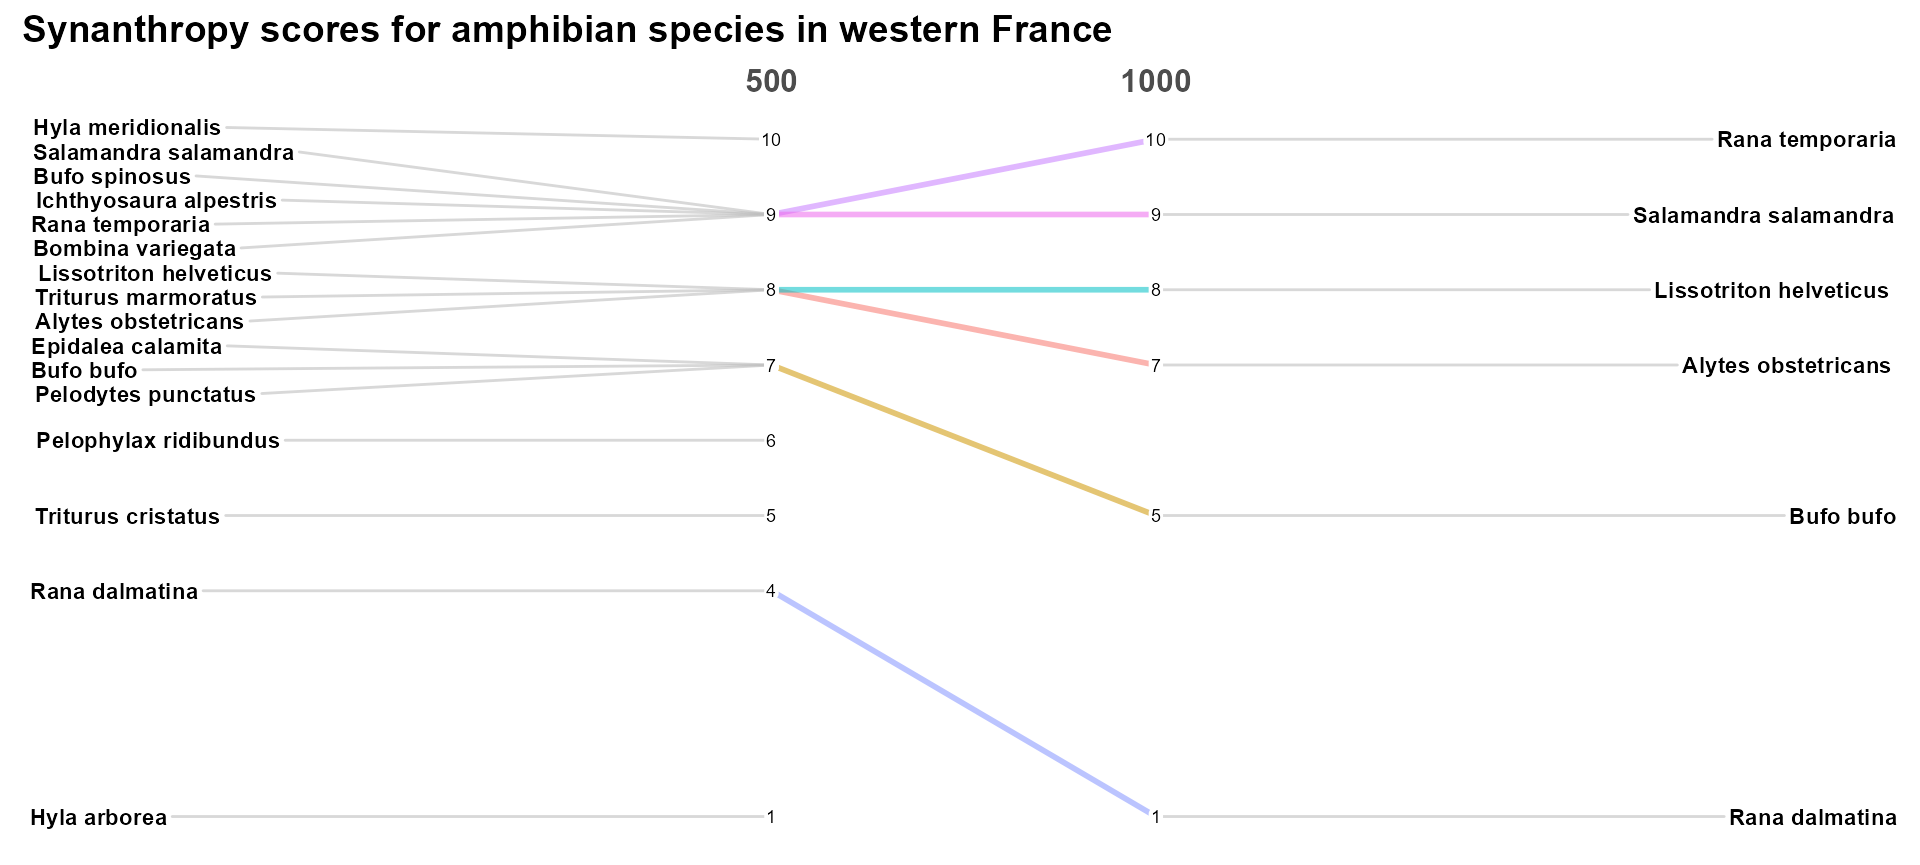 Synanthropy scores for amphibian species in western France
500 1000
Hyla meridionalis
Salamandra salamandra
Bufo spinosus
Ichthyosaura alpestris
Rana temporaria
Bombina variegata
Lissotriton helveticus
Triturus marmoratus
Alytes obstetricans
Epidalea calamita
Bufo bufo
Pelodytes punctatus
Pelophylax ridibundus
Triturus cristatus
Rana dalmatina
Hyla arborea
10
9
8
7
6
5
4
1
10
9
8
7
5
1
Rana temporaria
Salamandra salamandra
Lissotriton helveticus
Alytes obstetricans
Bufo bufo
Rana dalmatina